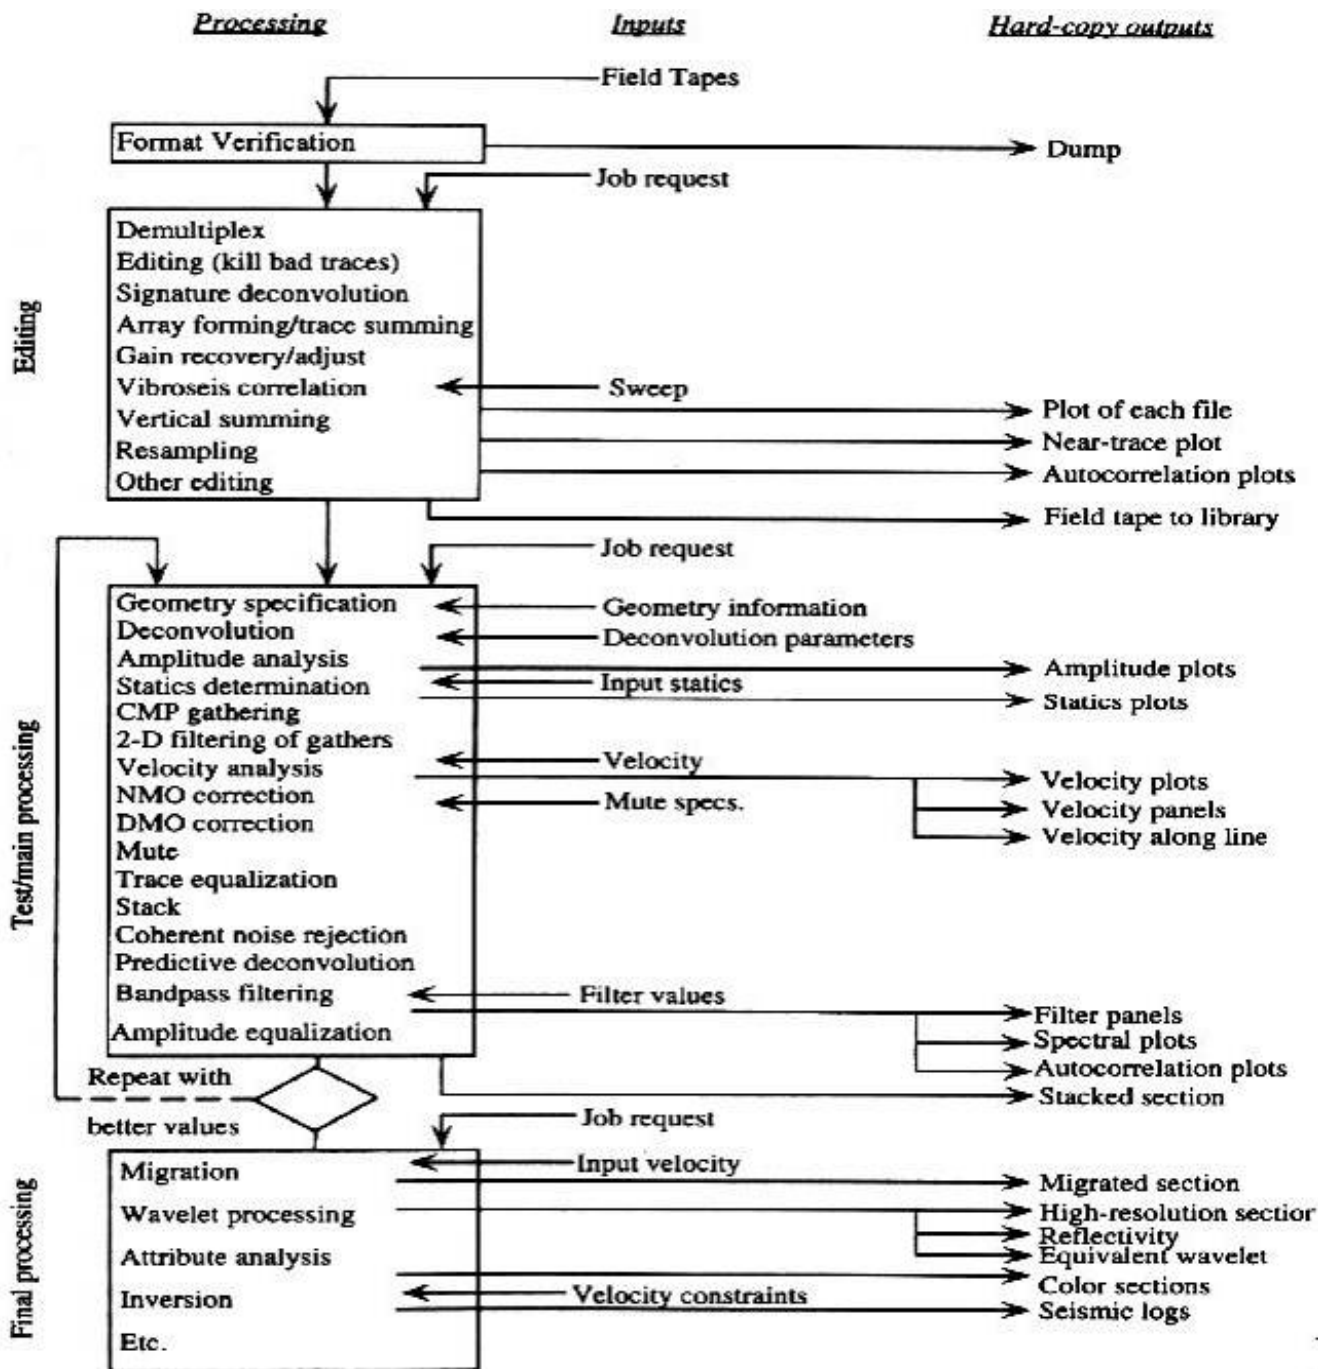 Processing Inputs Hard-copy outputs
Field Tapes
Format Verification
Dump
Job request
Editing
Demultiplex
Editing (kill bad traces)
Signature deconvolution
Array forming/trace summing
Gain recovery/adjust
Vibroseis correlation
Sweep
Vertical summing
Plot of each file
Resampling
Near-trace plot
Other editing
Autocorrelation plots
Field tape to library
Job request
Test/main processing
Geometry specification
Geometry information
Deconvolution
Deconvolution parameters
Amplitude analysis
Amplitude plots
Statics determination
Input statics
Statics plots
CMP gathering
2-D filtering of gathers
Velocity analysis
Velocity
Velocity plots
NMO correction
Mute specs.
Velocity panels
DMO correction
Velocity along line
Mute
Trace equalization
Stack
Coherent noise rejection
Predictive deconvolution
Bandpass filtering
Filter values
Filter panels
Amplitude equalization
Spectral plots
Autocorrelation plots
Repeat with
Stacked section
better values
Job request
Final processing
Migration
Input velocity
Migrated section
Wavelet processing
High-resolution sectior
Reflectivity
Equivalent wavelet
Attribute analysis
Color sections
Inversion
Velocity constraints
Seismic logs
Etc.